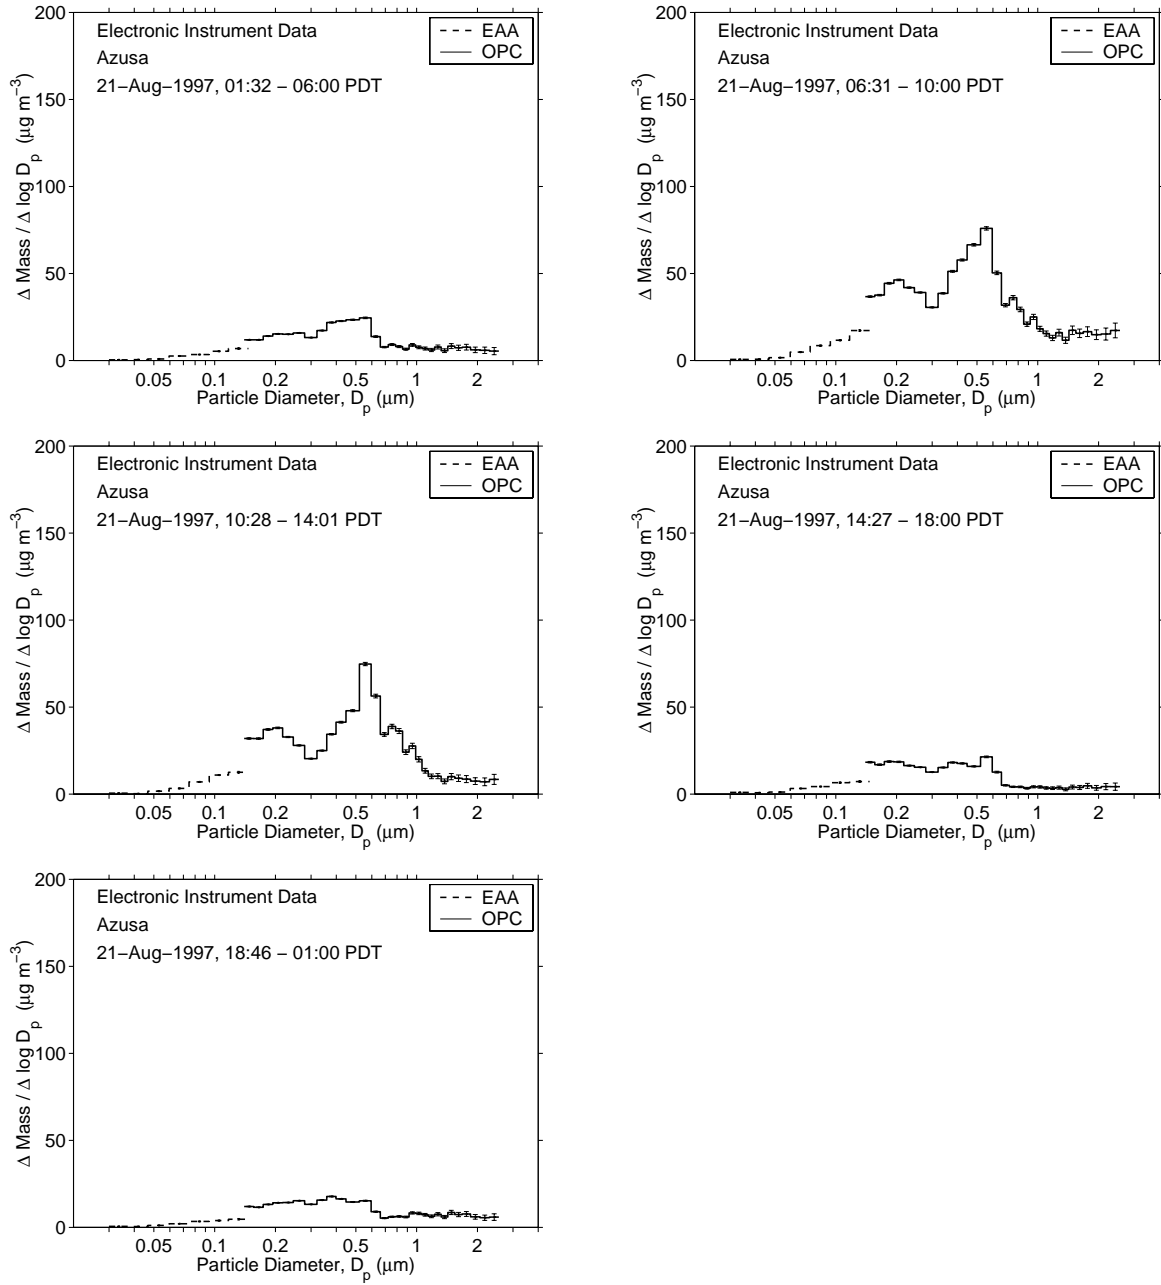 200
150
100
50
0
Δ Mass / Δ log D_p (μg m⁻³)
Electronic Instrument Data
Azusa
21−Aug−1997, 01:32 − 06:00 PDT
EAA
OPC
0.05 0.1 0.2 0.5 1 2
Particle Diameter, D_p (μm)
200
150
100
50
0
Δ Mass / Δ log D_p (μg m⁻³)
Electronic Instrument Data
Azusa
21−Aug−1997, 06:31 − 10:00 PDT
EAA
OPC
0.05 0.1 0.2 0.5 1 2
Particle Diameter, D_p (μm)
200
150
100
50
0
Δ Mass / Δ log D_p (μg m⁻³)
Electronic Instrument Data
Azusa
21−Aug−1997, 10:28 − 14:01 PDT
EAA
OPC
0.05 0.1 0.2 0.5 1 2
Particle Diameter, D_p (μm)
200
150
100
50
0
Δ Mass / Δ log D_p (μg m⁻³)
Electronic Instrument Data
Azusa
21−Aug−1997, 14:27 − 18:00 PDT
EAA
OPC
0.05 0.1 0.2 0.5 1 2
Particle Diameter, D_p (μm)
200
150
100
50
0
Δ Mass / Δ log D_p (μg m⁻³)
Electronic Instrument Data
Azusa
21−Aug−1997, 18:46 − 01:00 PDT
EAA
OPC
0.05 0.1 0.2 0.5 1 2
Particle Diameter, D_p (μm)